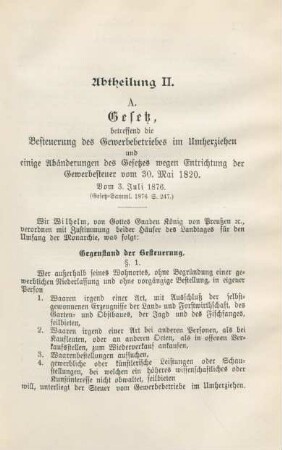 Abtheilung II.
A.
Gesetz,
betreffend die
Besteuerung des Gewerbebetriebes im Umherziehen
und
einige Abänderungen des Gesetzes wegen Entrichtung der
Gewerbesteuer vom 30. Mai 1820.
Vom 3. Juli 1876.
(Gesetz-Samml. 1876 S. 247.)
Wir Wilhelm, von Gottes Gnaden König von Preußen ꝛc.,
verordnen mit Zustimmung beider Häuser des Landtages für
den Umfang der Monarchie, was folgt:
Gegenstand der Besteuerung.
§. 1.
Wer außerhalb seines Wohnortes, ohne Begründung einer ge-
werblichen Niederlassung und ohne vorgängige Bestellung, in eigener
Person
1. Waaren irgend einer Art, mit Ausschluß der selbst-
gewonnenen Erzeugnisse der Land- und Forstwirthschaft, des
Garten- und Obstbaues, der Jagd und des Fischfanges,
feilbieten,
2. Waaren irgend einer Art bei anderen Personen, als bei
Kaufleuten, oder an anderen Orten, als in offenen Ver-
kaufsstellen, zum Wiederverkauf ankaufen,
3. Waarenbestellungen aufsuchen,
4. gewerbliche oder künstlerische Leistungen oder Schau-
stellungen, bei welchen ein höheres wissenschaftliches oder
Kunstinteresse nicht obwaltet, feilbieten
will, unterliegt der Steuer vom Gewerbebetriebe im Umherziehen.